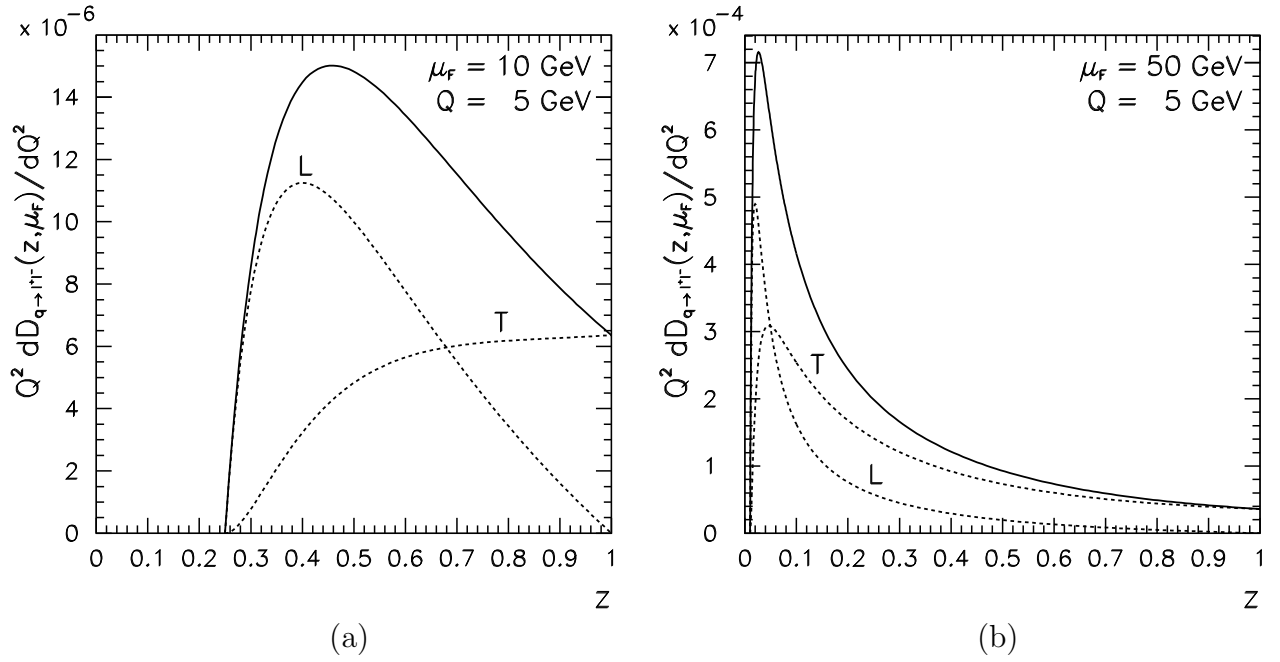 x 10⁻⁶
Q² dD_q→l⁺l⁻(z,μ_F)/dQ²
μ_F = 10 GeV
Q = 5 GeV
14
12
10
8
6
4
2
0
L
T
0 0.1 0.2 0.3 0.4 0.5 0.6 0.7 0.8 0.9 1
Z
(a)
x 10⁻⁴
Q² dD_q→l⁺l⁻(z,μ_F)/dQ²
μ_F = 50 GeV
Q = 5 GeV
7
6
5
4
3
2
1
0
T
L
0 0.1 0.2 0.3 0.4 0.5 0.6 0.7 0.8 0.9 1
Z
(b)